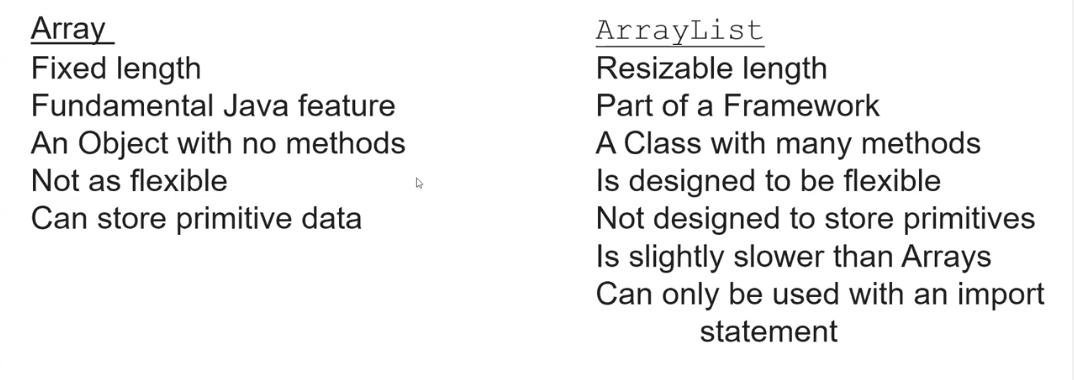 Array
Fixed length
Fundamental Java feature
An Object with no methods
Not as flexible
Can store primitive data
ArrayList
Resizable length
Part of a Framework
A Class with many methods
Is designed to be flexible
Not designed to store primitives
Is slightly slower than Arrays
Can only be used with an import
statement